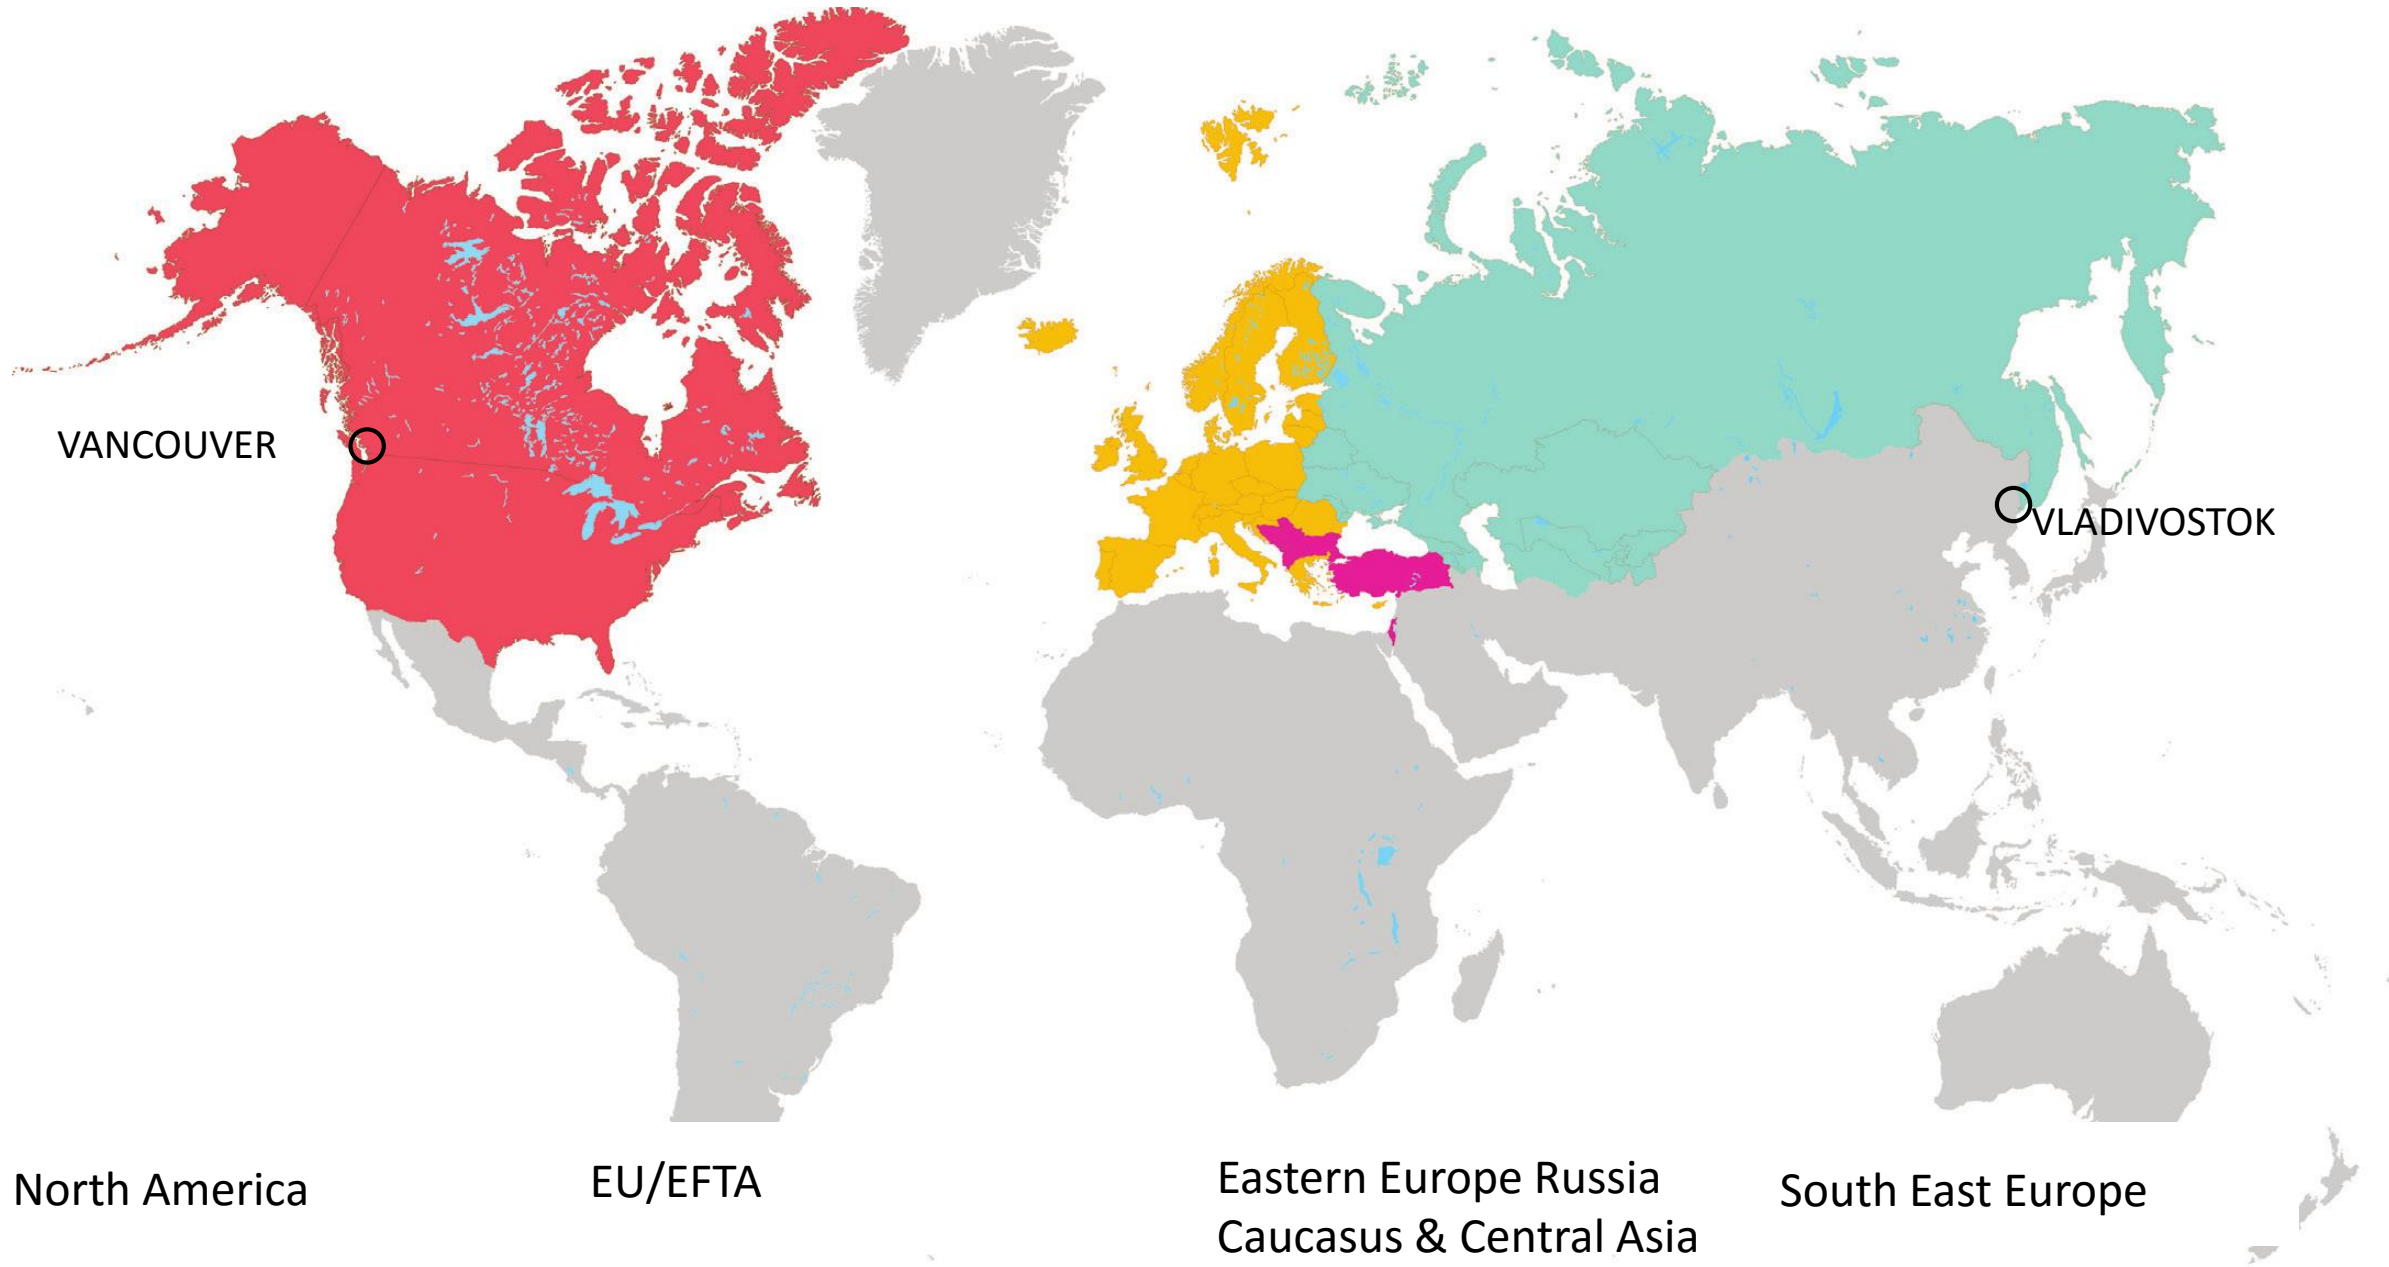 VANCOUVER
VLADIVOSTOK
North America
EU/EFTA
Eastern Europe Russia
Caucasus & Central Asia
South East Europe